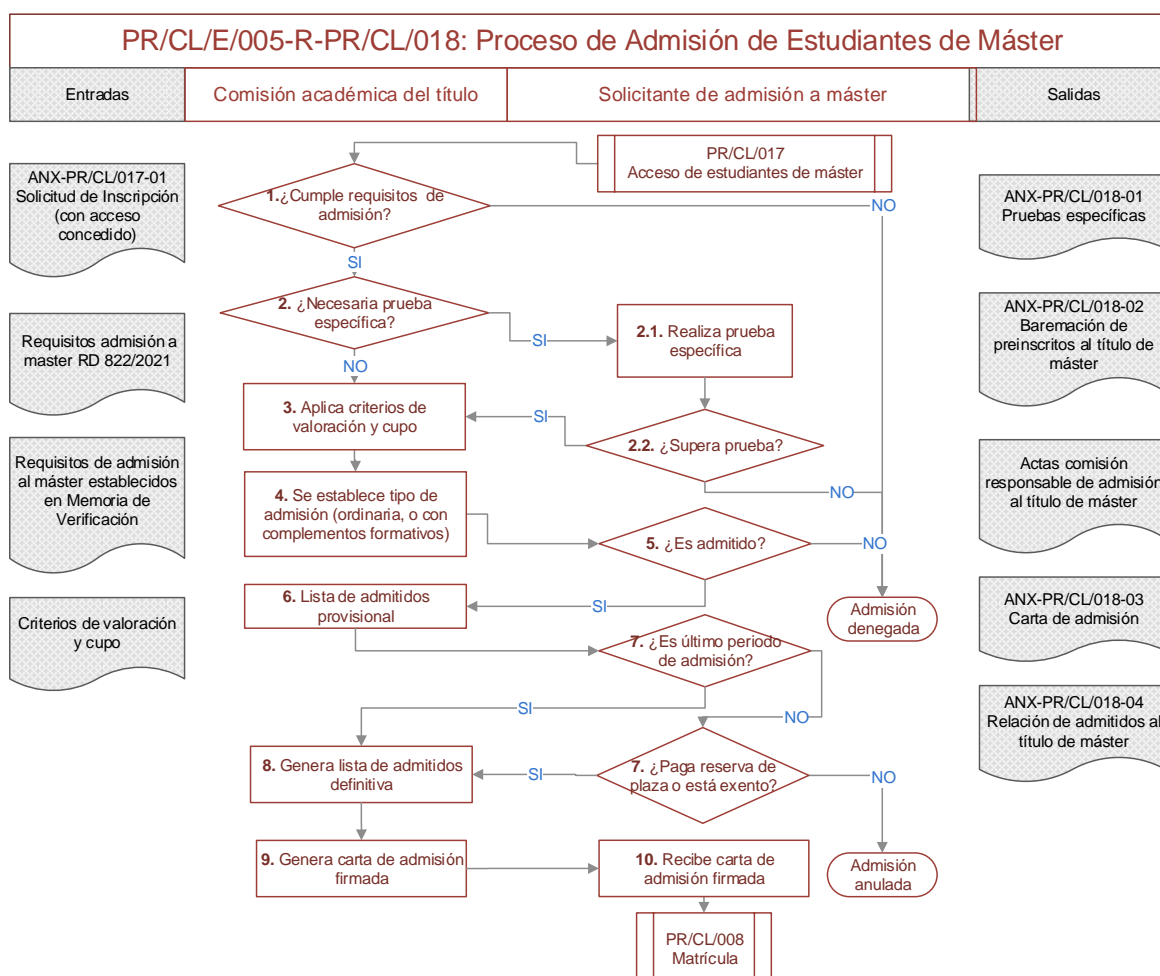 PR/CL/E/005-R-PR/CL/018: Proceso de Admisión de Estudiantes de Máster
Entradas
Comisión académica del título
Solicitante de admisión a máster
Salidas
PR/CL/017
Acceso de estudiantes de máster
ANX-PR/CL/017-01
Solicitud de Inscripción
(con acceso
concedido)
1.¿Cumple requisitos de
admisión?
NO
ANX-PR/CL/018-01
Pruebas específicas
SI
2. ¿Necesaria prueba
específica?
SI
2.1. Realiza prueba
específica
ANX-PR/CL/018-02
Baremación de
preinscritos al título de
máster
Requisitos admisión a
master RD 822/2021
NO
3. Aplica criterios de
valoración y cupo
SI
2.2. ¿Supera prueba?
NO
Requisitos de admisión
al máster establecidos
en Memoria de
Verificación
4. Se establece tipo de
admisión (ordinaria, o con
complementos formativos)
5. ¿Es admitido?
NO
Actas comisión
responsable de admisión
al título de máster
6. Lista de admitidos
provisional
SI
Admisión
denegada
ANX-PR/CL/018-03
Carta de admisión
Criterios de valoración
y cupo
7. ¿Es último periodo
de admisión?
SI
NO
ANX-PR/CL/018-04
Relación de admitidos al
título de máster
8. Genera lista de admitidos
definitiva
SI
7. ¿Paga reserva de
plaza o está exento?
NO
9. Genera carta de admisión
firmada
10. Recibe carta de
admisión firmada
Admisión
anulada
PR/CL/008
Matrícula